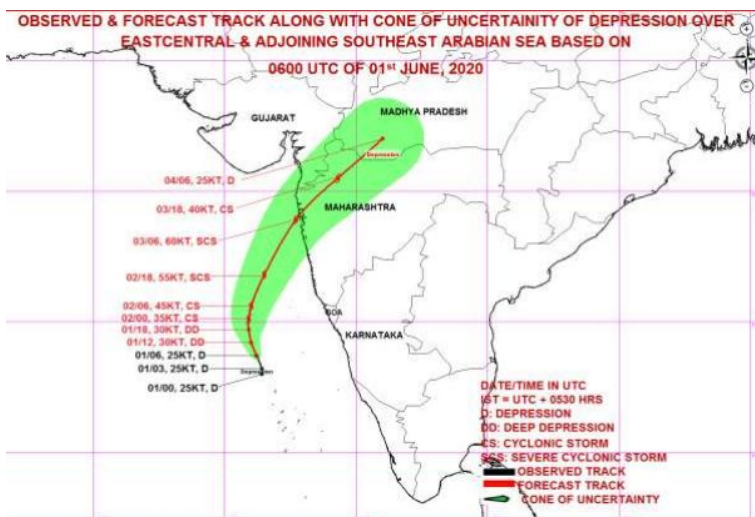 OBSERVED & FORECAST TRACK ALONG WITH CONE OF UNCERTAINITY OF DEPRESSION OVER
EASTCENTRAL & ADJOINING SOUTHEAST ARABIAN SEA BASED ON
0600 UTC OF 01st JUNE, 2020
MADHYA PRADESH
GUJARAT
Depression
04/06, 25KT, D
03/18, 40KT, CS
MAHARASHTRA
03/06, 60KT, SCS
02/18, 55KT, SCS
02/06, 45KT, CS
02/00, 35KT, CS
GOA
01/18, 30KT, DD
KARNATAKA
01/12, 30KT, DD
01/06, 25KT, D
01/03, 25KT, D
Depression
01/00, 25KT, D
DATE/TIME IN UTC
IST = UTC + 0530 HRS
D: DEPRESSION
DD: DEEP DEPRESSION
CS: CYCLONIC STORM
SCS: SEVERE CYCLONIC STORM
OBSERVED TRACK
FORECAST TRACK
CONE OF UNCERTAINTY